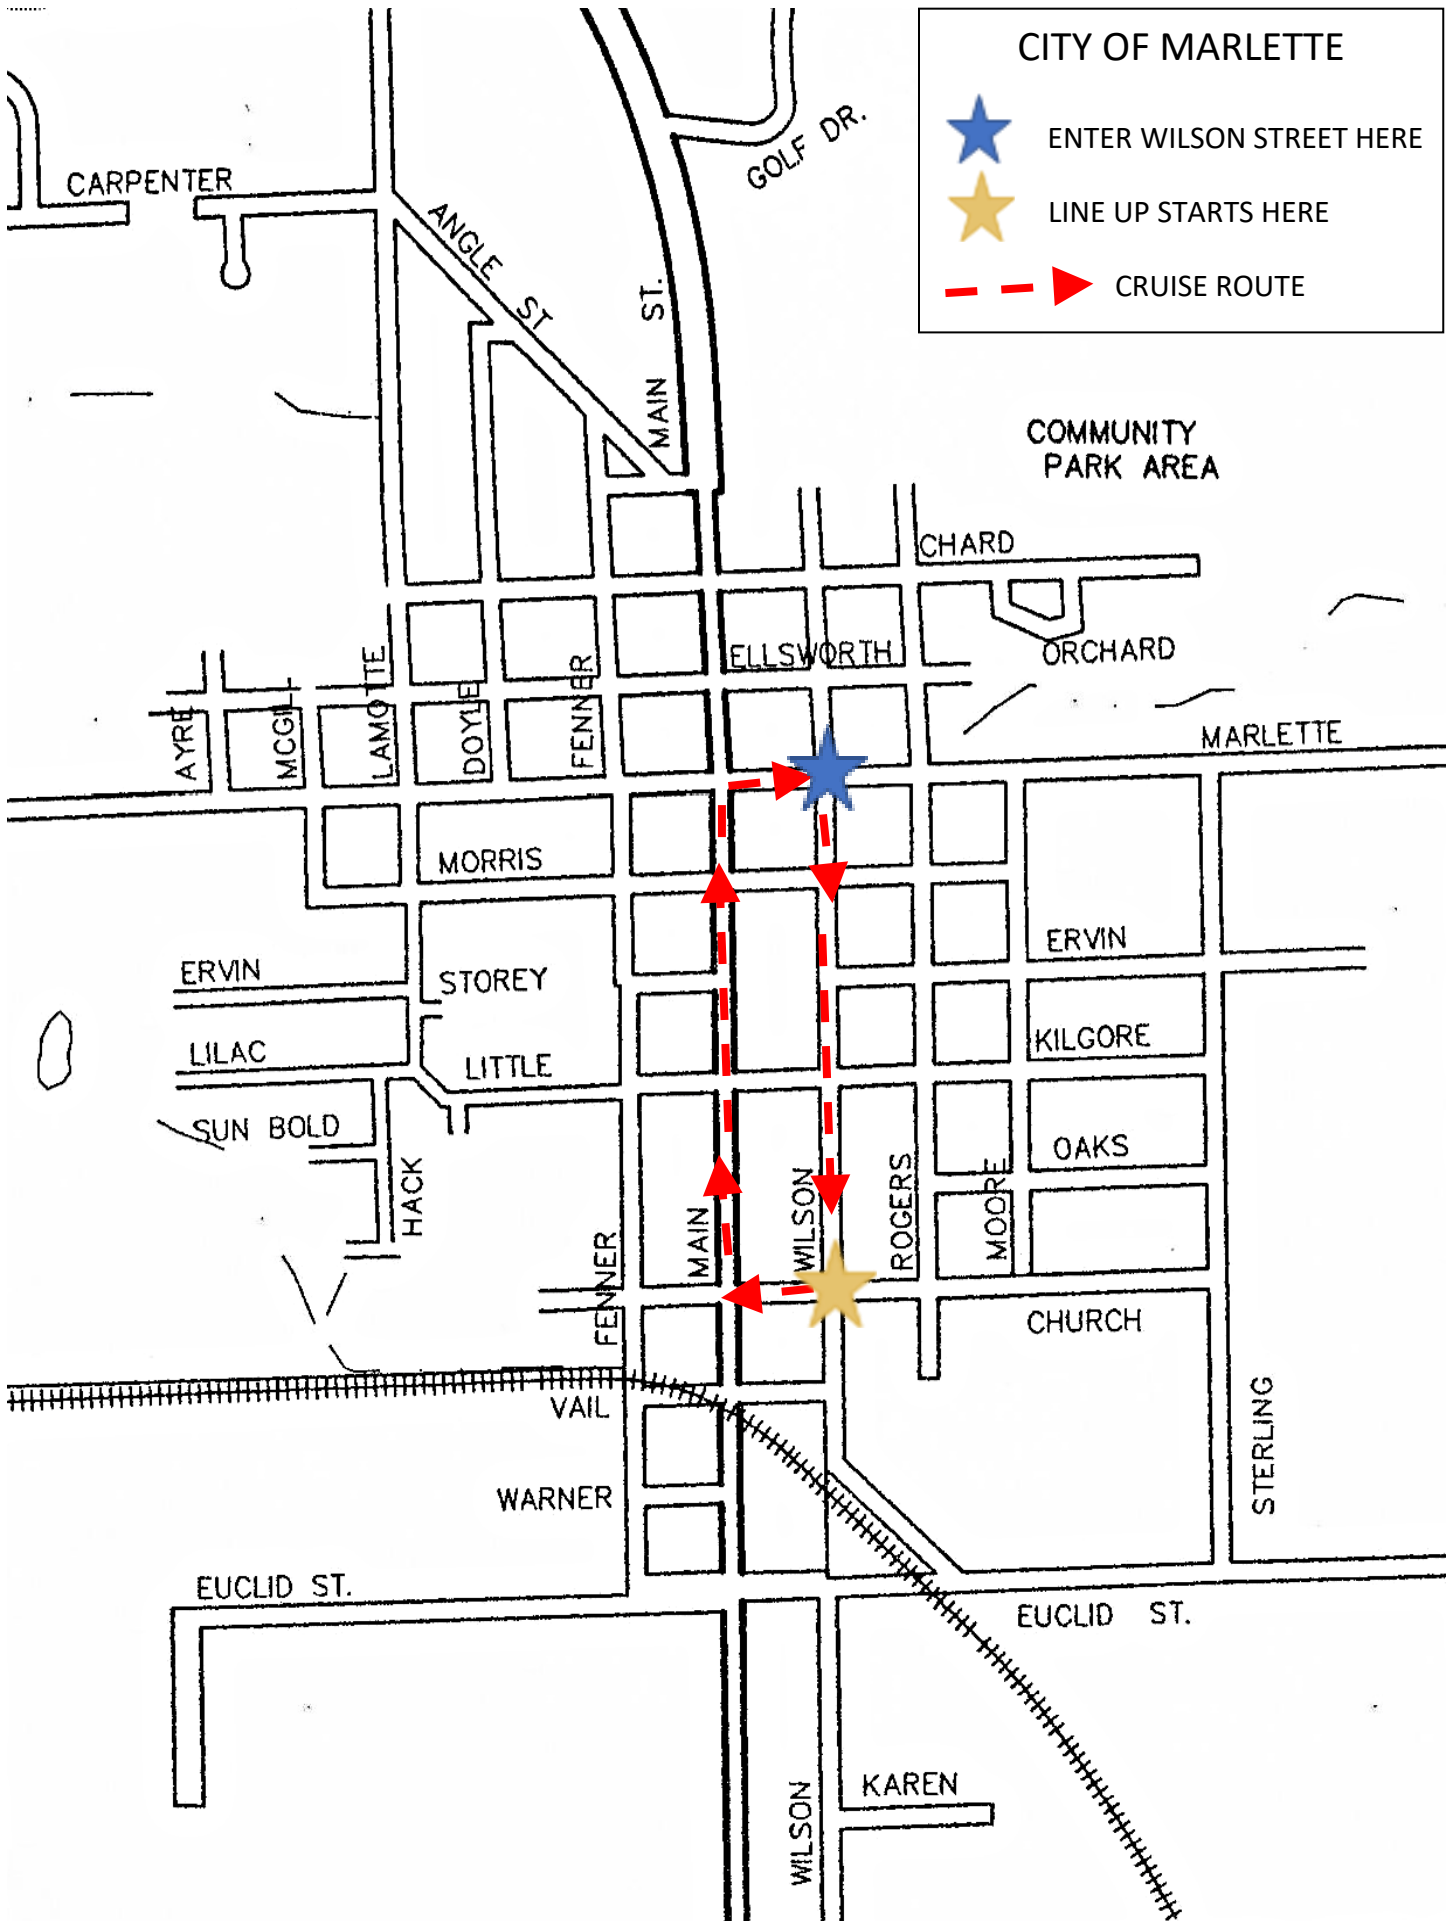 CITY OF MARLETTE
ENTER WILSON STREET HERE
LINE UP STARTS HERE
CRUISE ROUTE
GOLF DR.
CARPENTER
ANGLE ST
MAIN ST.
COMMUNITY
PARK AREA
CHARD
ELLSWORTH
ORCHARD
AYRE
MCGILL
LAMOTTE
DOYLE
FENNER
MARLETTE
MORRIS
ERVIN
STOREY
ERVIN
LILAC
LITTLE
KILGORE
SUN BOLD
OAKS
HACK
FENNER
MAIN
WILSON
ROGERS
MOORE
CHURCH
VAIL
WARNER
STERLING
EUCLID ST.
EUCLID ST.
KAREN
WILSON